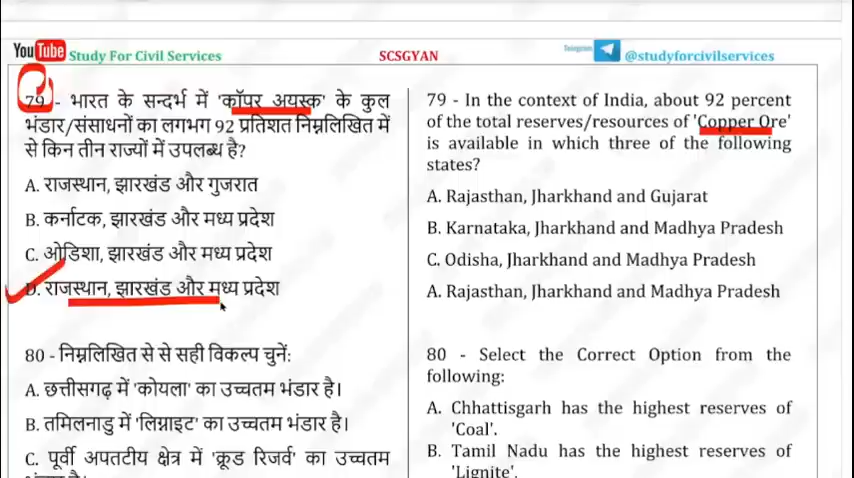 YouTube Study For Civil Services
SCSGYAN
Telegram @studyforcivilservices
79 - भारत के सन्दर्भ में 'कॉपर अयस्क' के कुल
भंडार/संसाधनों का लगभग 92 प्रतिशत निम्नलिखित में
से किन तीन राज्यों में उपलब्ध है?
A. राजस्थान, झारखंड और गुजरात
B. कर्नाटक, झारखंड और मध्य प्रदेश
C. ओडिशा, झारखंड और मध्य प्रदेश
D. राजस्थान, झारखंड और मध्य प्रदेश
80 - निम्नलिखित से से सही विकल्प चुनें:
A. छत्तीसगढ़ में 'कोयला' का उच्चतम भंडार है।
B. तमिलनाडु में 'लिग्नाइट' का उच्चतम भंडार है।
C. पूर्वी अपतटीय क्षेत्र में 'क्रूड रिजर्व' का उच्चतम
79 - In the context of India, about 92 percent
of the total reserves/resources of 'Copper Ore'
is available in which three of the following
states?
A. Rajasthan, Jharkhand and Gujarat
B. Karnataka, Jharkhand and Madhya Pradesh
C. Odisha, Jharkhand and Madhya Pradesh
A. Rajasthan, Jharkhand and Madhya Pradesh
80 - Select the Correct Option from the
following:
A. Chhattisgarh has the highest reserves of
'Coal'.
B. Tamil Nadu has the highest reserves of
'Lignite'.